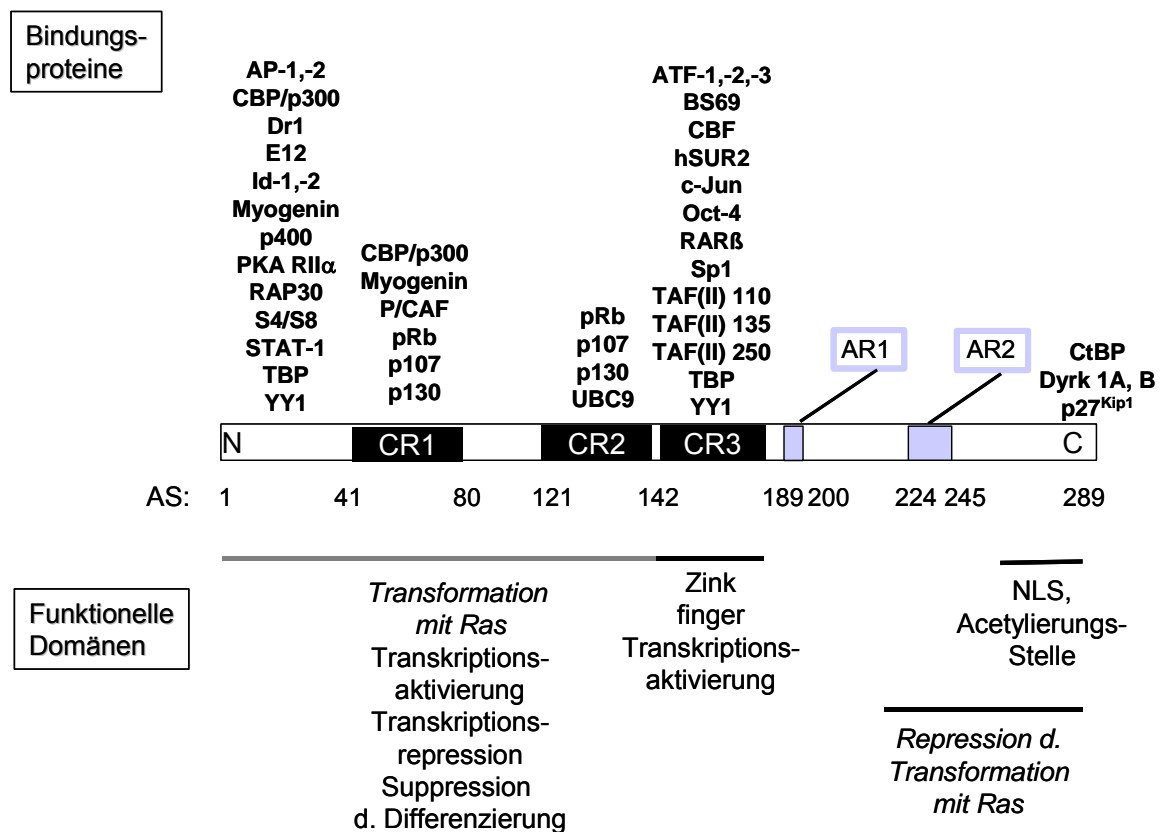 Bindungs-
proteine
AP-1,-2
CBP/p300
Dr1
E12
Id-1,-2
Myogenin
p400
PKA RIIα
RAP30
S4/S8
STAT-1
TBP
YY1
CBP/p300
Myogenin
P/CAF
pRb
p107
p130
pRb
p107
p130
UBC9
ATF-1,-2,-3
BS69
CBF
hSUR2
c-Jun
Oct-4
RARß
Sp1
TAF(II) 110
TAF(II) 135
TAF(II) 250
TBP
YY1
AR1
AR2
CtBP
Dyrk 1A, B
p27Kip1
N CR1 CR2 CR3 C
AS: 1 41 80 121 142 189 200 224 245 289
Funktionelle
Domänen
Transformation
mit Ras
Transkriptions-
aktivierung
Transkriptions-
repression
Suppression
d. Differenzierung
Zink
finger
Transkriptions-
aktivierung
NLS,
Acetylierungs-
Stelle
Repression d.
Transformation
mit Ras